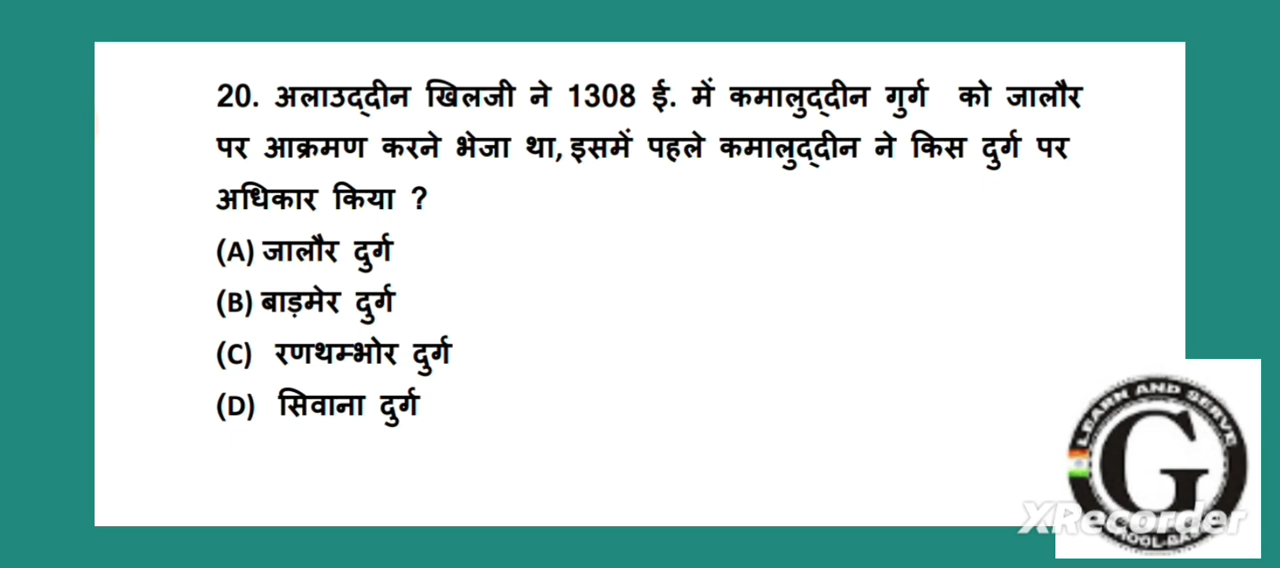 20. अलाउद्दीन खिलजी ने 1308 ई. में कमालुद्दीन गुर्ग को जालौर
पर आक्रमण करने भेजा था, इसमें पहले कमालुद्दीन ने किस दुर्ग पर
अधिकार किया ?
(A) जालौर दुर्ग
(B) बाड़मेर दुर्ग
(C) रणथम्भोर दुर्ग
(D) सिवाना दुर्ग
LEARN AND SERVE
G
XRecorder